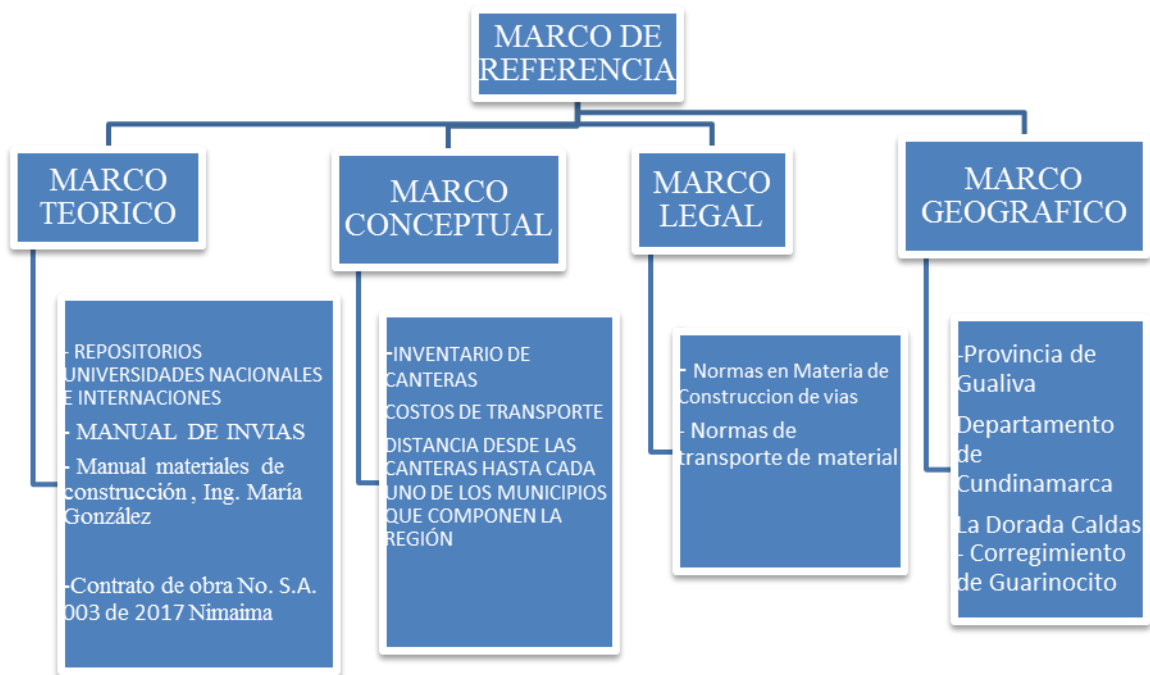 MARCO DE
REFERENCIA
MARCO
TEORICO
- REPOSITORIOS
UNIVERSIDADES NACIONALES
E INTERNACIONES
- MANUAL DE INVIAS
- Manual materiales de
construcción , Ing. María
González
-Contrato de obra No. S.A.
003 de 2017 Nimaima
MARCO
CONCEPTUAL
-INVENTARIO DE
CANTERAS
COSTOS DE TRANSPORTE
DISTANCIA DESDE LAS
CANTERAS HASTA CADA
UNO DE LOS MUNICIPIOS
QUE COMPONEN LA
REGIÓN
MARCO
LEGAL
- Normas en Materia de
Construccion de vias
- Normas de
transporte de material
MARCO
GEOGRAFICO
-Provincia de
Gualiva
Departamento
de
Cundinamarca
La Dorada Caldas
- Corregimiento
de Guarinocito